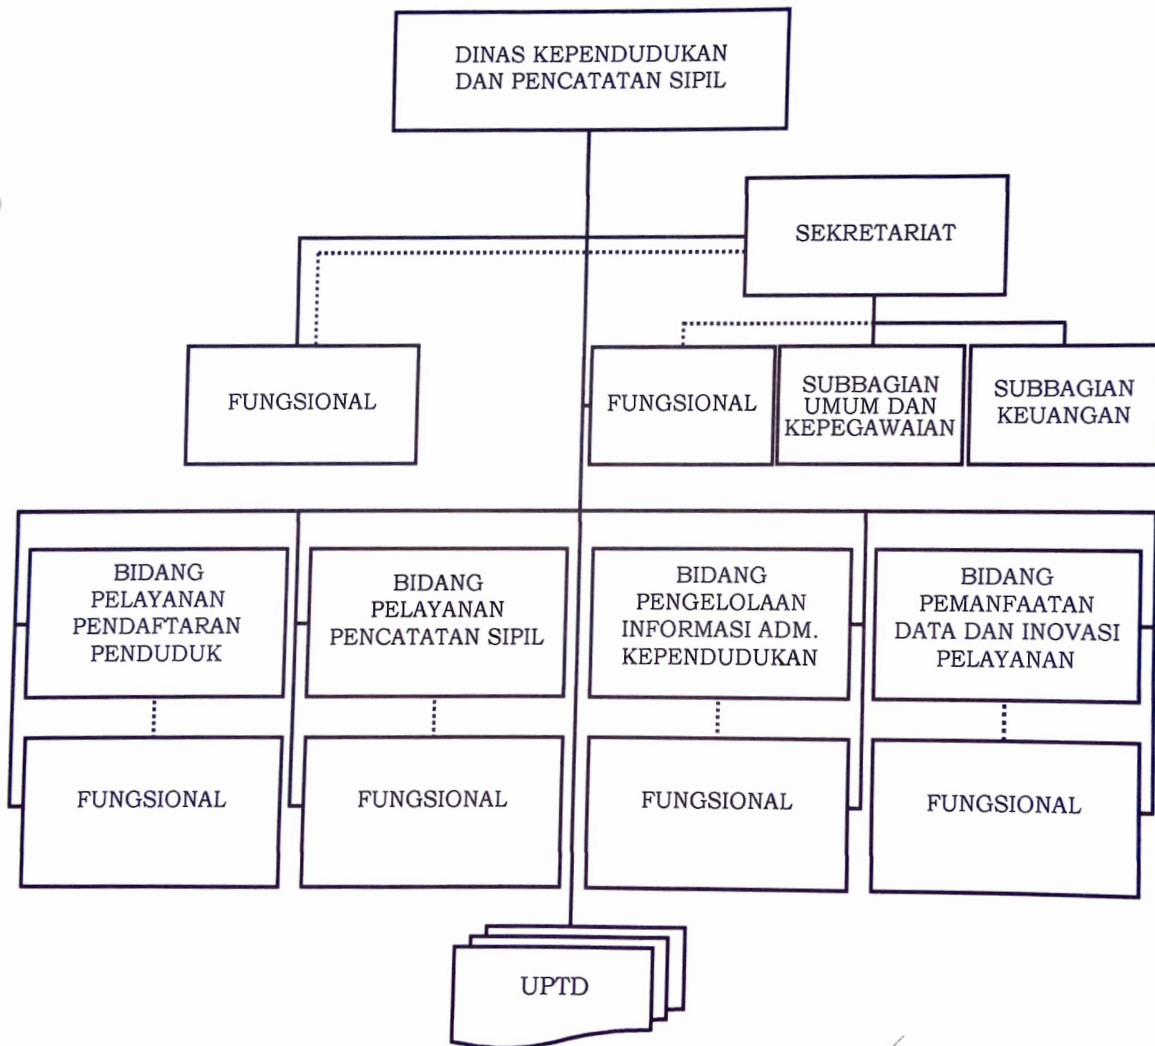 DINAS KEPENDUDUKAN
DAN PENCATATAN SIPIL
SEKRETARIAT
FUNGSIONAL
FUNGSIONAL
SUBBAGIAN
UMUM DAN
KEPEGAWAIAN
SUBBAGIAN
KEUANGAN
BIDANG
PELAYANAN
PENDAFTARAN
PENDUDUK
BIDANG
PELAYANAN
PENCATATAN SIPIL
BIDANG
PENGELOLAAN
INFORMASI ADM.
KEPENDUDUKAN
BIDANG
PEMANFAATAN
DATA DAN INOVASI
PELAYANAN
FUNGSIONAL
FUNGSIONAL
FUNGSIONAL
FUNGSIONAL
UPTD